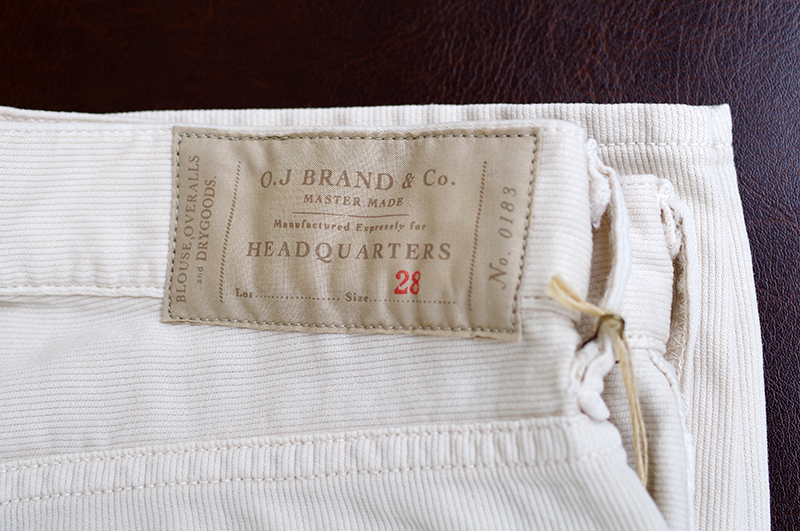 BLOUSE, OVERALLS
and DRYGOODS.
O.J BRAND & Co.
MASTER MADE
Manufactured Expressly for
HEADQUARTERS
Lot.................... Size........28
No. 0183